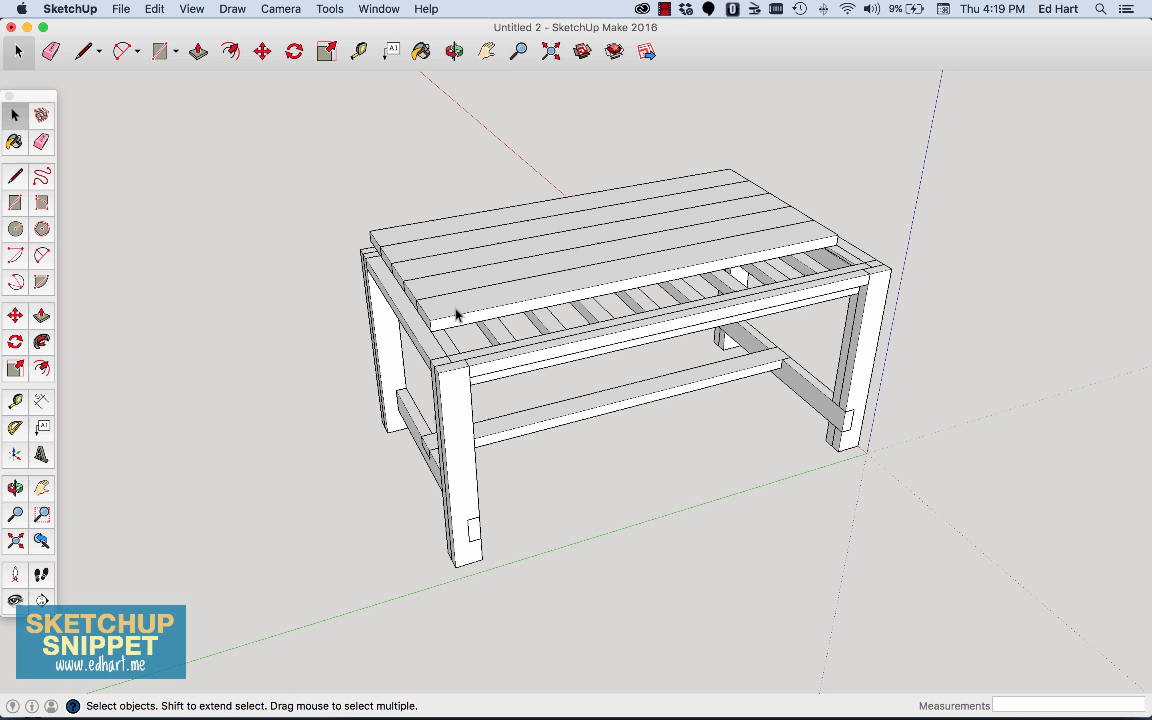 SketchUp File Edit View Draw Camera Tools Window Help 9% Thu 4:19 PM Ed Hart
Untitled 2 - SketchUp Make 2016
A1
A1
SKETCHUP
SNIPPET
www.edhart.me
Select objects. Shift to extend select. Drag mouse to select multiple. Measurements